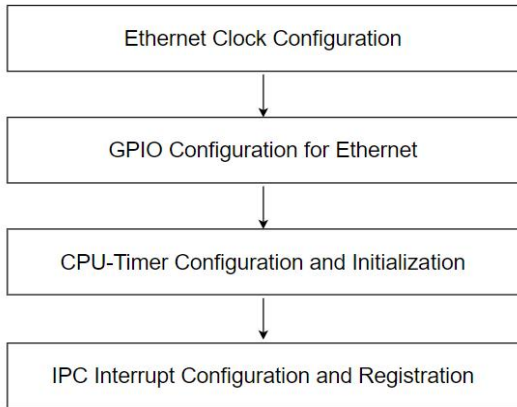 Ethernet Clock Configuration
GPIO Configuration for Ethernet
CPU-Timer Configuration and Initialization
IPC Interrupt Configuration and Registration